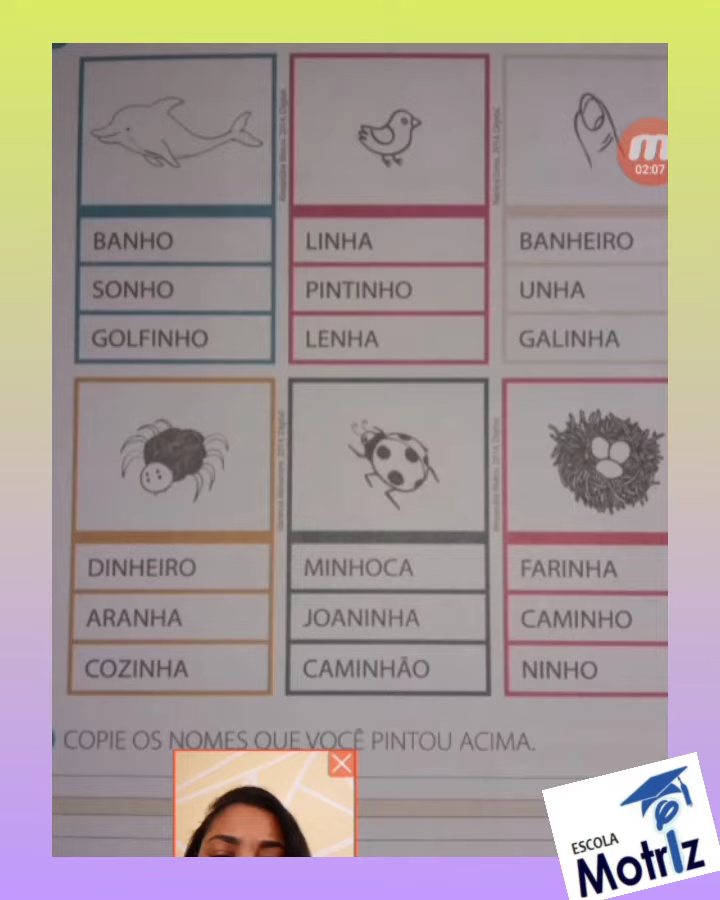 02:07
BANHO
SONHO
GOLFINHO
LINHA
PINTINHO
LENHA
BANHEIRO
UNHA
GALINHA
DINHEIRO
ARANHA
COZINHA
MINHOCA
JOANINHA
CAMINHÃO
FARINHA
CAMINHO
NINHO
COPIE OS NOMES QUE VOCÊ PINTOU ACIMA.
ESCOLA
Motriz